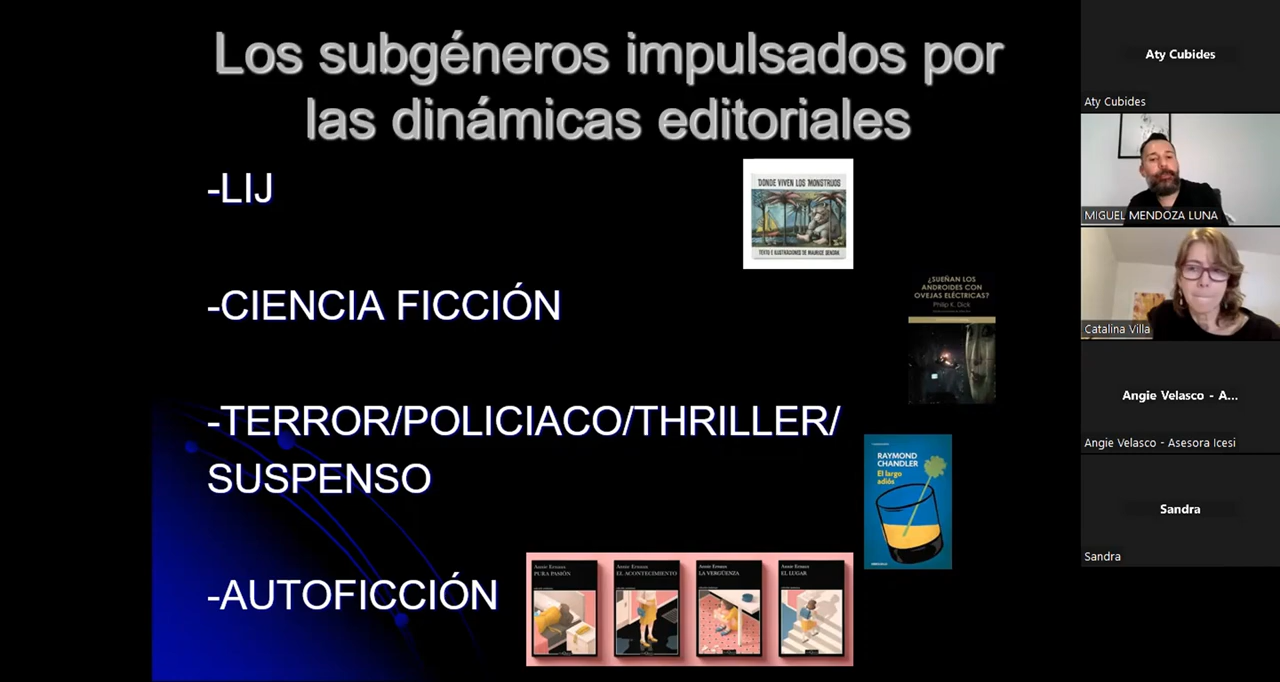 Los subgéneros impulsados por
las dinámicas editoriales
-LIJ
DONDE VIVEN LOS MONSTRUOS
TEXTO E ILUSTRACIONES DE MAURICE SENDAK
-CIENCIA FICCIÓN
¿SUEÑAN LOS
ANDROIDES CON
OVEJAS ELÉCTRICAS?
Philip K. Dick
-TERROR/POLICIACO/THRILLER/
SUSPENSO
RAYMOND
CHANDLER
El largo
adiós
-AUTOFICCIÓN
Annie Ernaux
PURA PASIÓN
Annie Ernaux
EL ACONTECIMIENTO
Annie Ernaux
LA VERGÜENZA
Annie Ernaux
EL LUGAR
Aty Cubides
Aty Cubides
MIGUEL MENDOZA LUNA
Catalina Villa
Angie Velasco - A...
Angie Velasco - Asesora Icesi
Sandra
Sandra